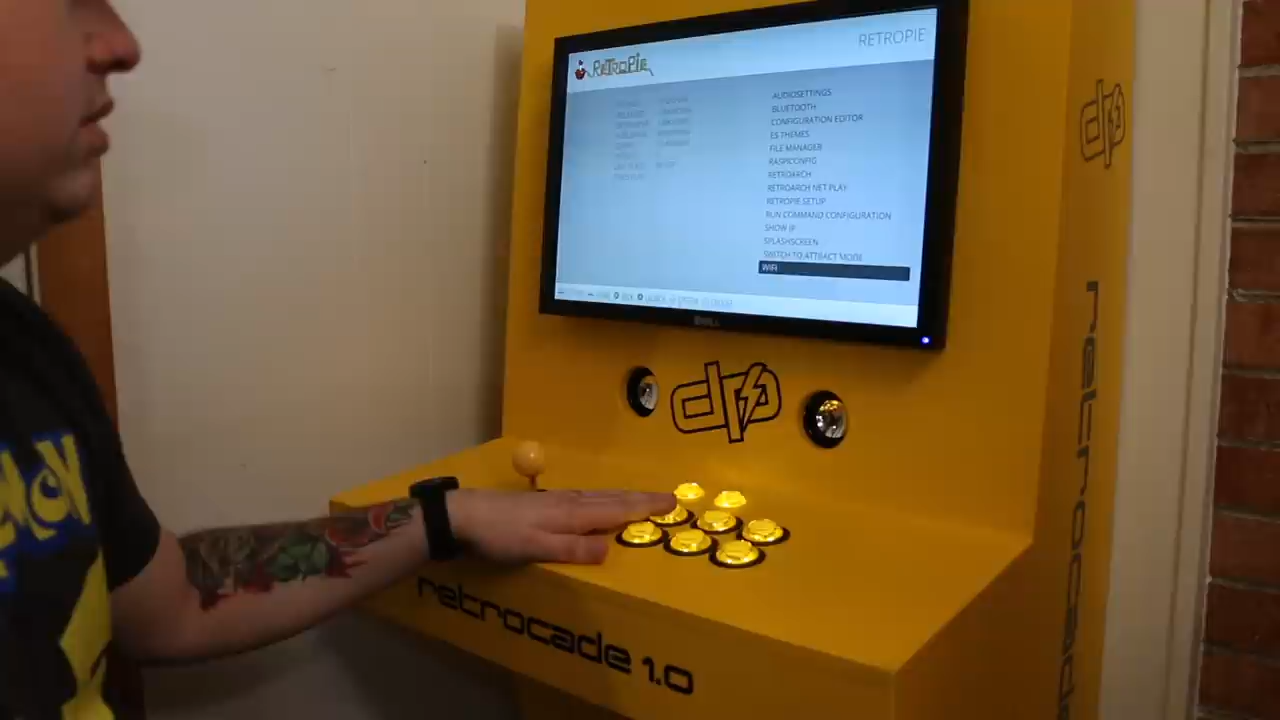 RETROPIE
RETROPIE
AUDIOSETTINGS
BLUETOOTH
CONFIGURATION EDITOR
ES THEMES
FILE MANAGER
RASPICONFIG
RETROARCH
RETROARCH NET PLAY
RETROPIE SETUP
RUN COMMAND CONFIGURATION
SHOW IP
SPLASHSCREEN
SWITCH TO ATTRACT MODE
WIFI
DELL
retrocade 1.0
retrocade